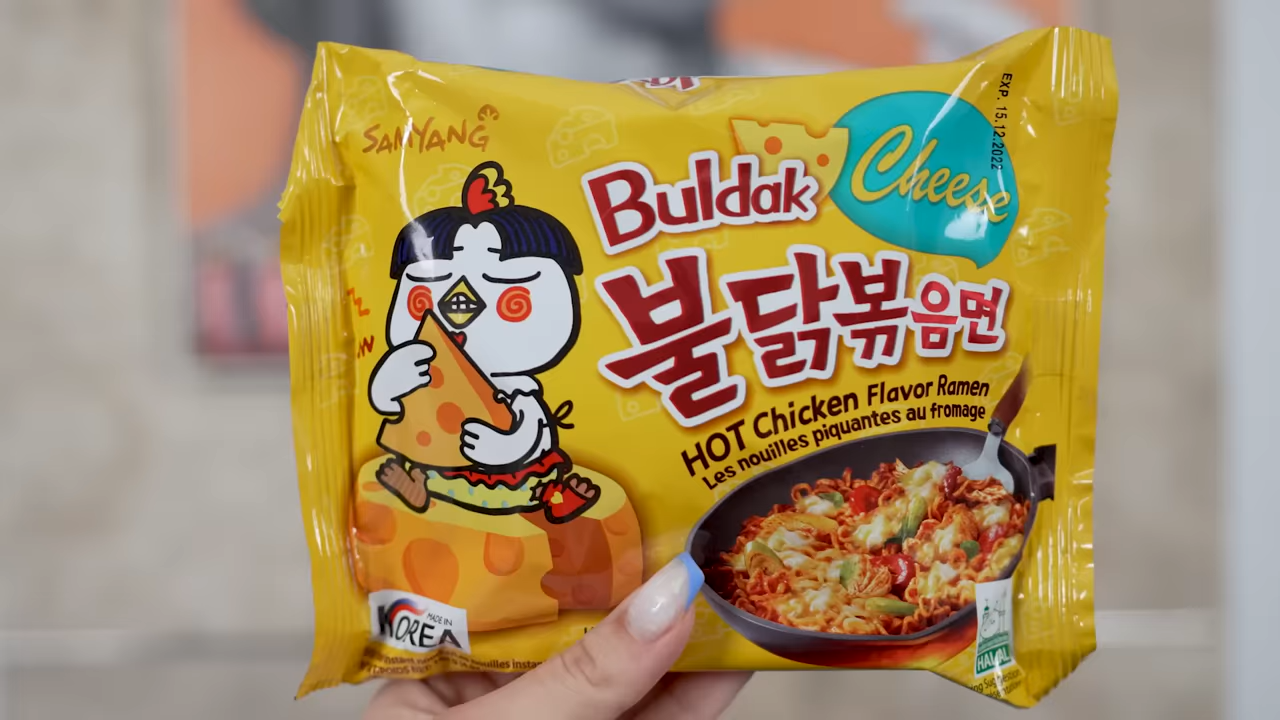 SAMYANG
EXP. 15.12.2022
Cheese
Buldak
불닭볶음면
HOT Chicken Flavor Ramen
Les nouilles piquantes au fromage
MADE IN
KOREA
HALAL